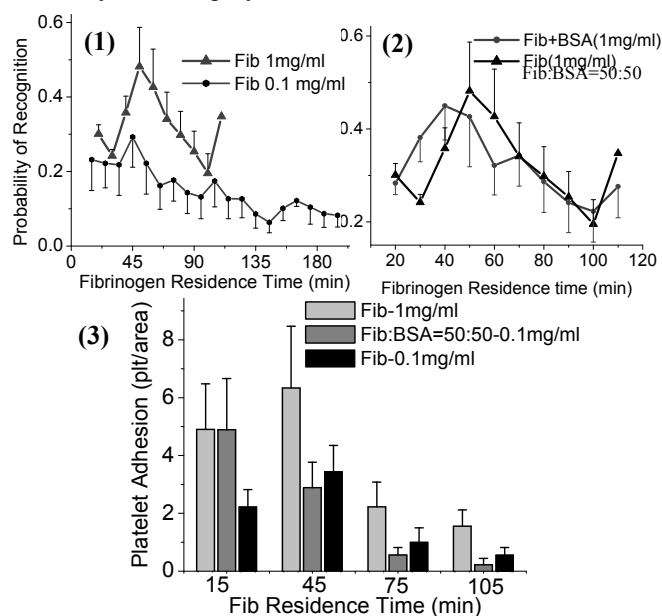 (1)
Fib 1mg/ml
Fib 0.1 mg/ml
Probability of Recognition
0.6
0.4
0.2
0.0
0 45 90 135 180
Fibrinogen Residence Time (min)
(2)
Fib+BSA(1mg/ml)
Fib(1mg/ml)
Fib:BSA=50:50
0.6
0.4
0.2
20 40 60 80 100 120
Fibrinogen Residence time (min)
(3)
Fib-1mg/ml
Fib:BSA=50:50-0.1mg/ml
Fib-0.1mg/ml
Platelet Adhesion (plt/area)
8
6
4
2
0
15 45 75 105
Fib Residence Time (min)